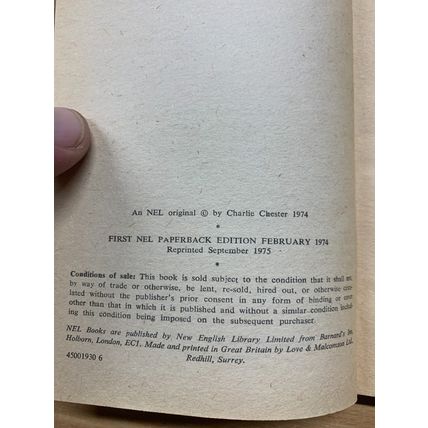 An NEL original © by Charlie Chester 1974
*
FIRST NEL PAPERBACK EDITION FEBRUARY 1974
Reprinted September 1975
*
Conditions of sale: This book is sold subject to the condition that it shall not,
by way of trade or otherwise, be lent, re-sold, hired out, or otherwise circu-
lated without the publisher's prior consent in any form of binding or cover
other than that in which it is published and without a similar condition includ-
ing this condition being imposed on the subsequent purchaser.
NEL Books are published by New English Library Limited from Barnard's Inn,
Holborn, London, EC1. Made and printed in Great Britain by Love & Malcomson Ltd.,
Redhill, Surrey.
45001930 6